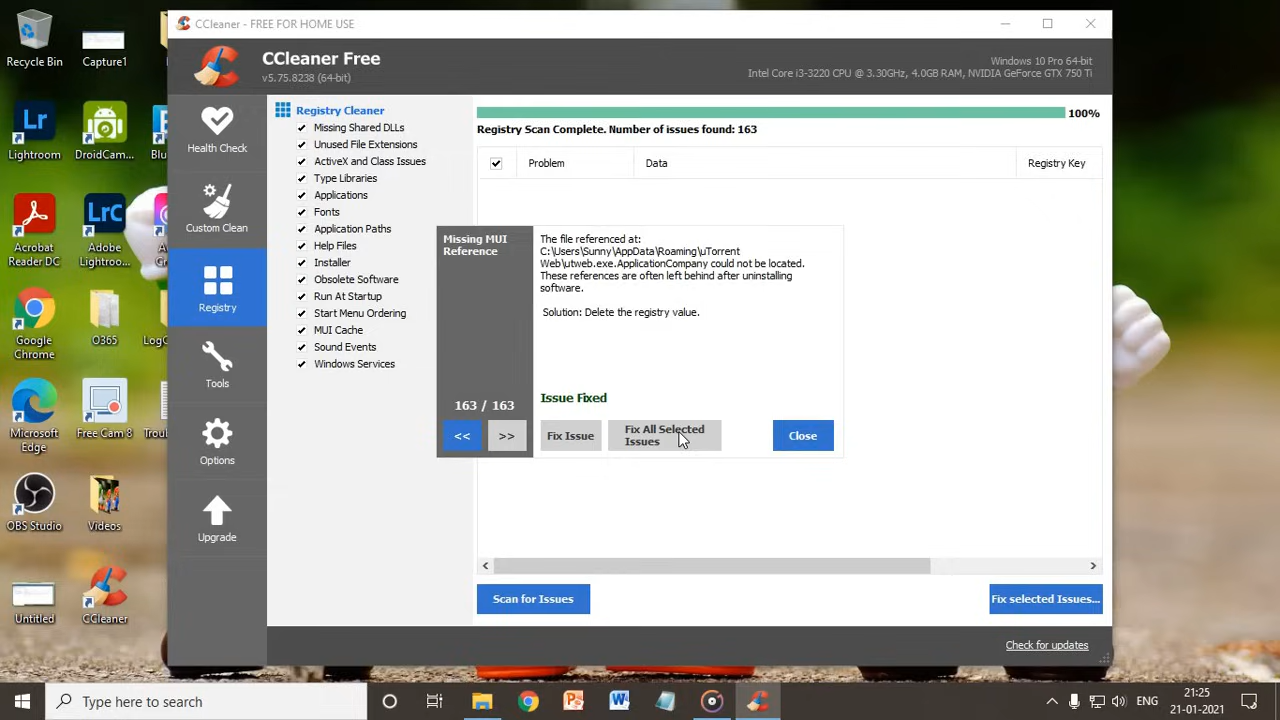 CCleaner - FREE FOR HOME USE
CCleaner Free
v5.75.8238 (64-bit)
Windows 10 Pro 64-bit
Intel Core i3-3220 CPU @ 3.30GHz, 4.0GB RAM, NVIDIA GeForce GTX 750 Ti
Recycle Bin
Capture1
Lightroom
DroidCam...
Acrobat
Reader DC
Adobe
Lightroom
Google
Chrome
O365
Microsoft
Edge
Free Cam 8
OBS Studio
Videos
Untitled
CCleaner
Health Check
Custom Clean
Registry
Tools
Options
Upgrade
Registry Cleaner
Missing Shared DLLs
Unused File Extensions
ActiveX and Class Issues
Type Libraries
Applications
Fonts
Application Paths
Help Files
Installer
Obsolete Software
Run At Startup
Start Menu Ordering
MUI Cache
Sound Events
Windows Services
100%
Registry Scan Complete. Number of issues found: 163
Problem
Data
Registry Key
Missing MUI
Reference
163 / 163
<<
>>
The file referenced at:
C:\Users\Sunny\AppData\Roaming\uTorrent
Web\utweb.exe.ApplicationCompany could not be located.
These references are often left behind after uninstalling
software.
Solution: Delete the registry value.
Issue Fixed
Fix Issue
Fix All Selected
Issues
Close
Scan for Issues
Fix selected Issues...
Check for updates
Type here to search
ENG
21:25
21-01-2021